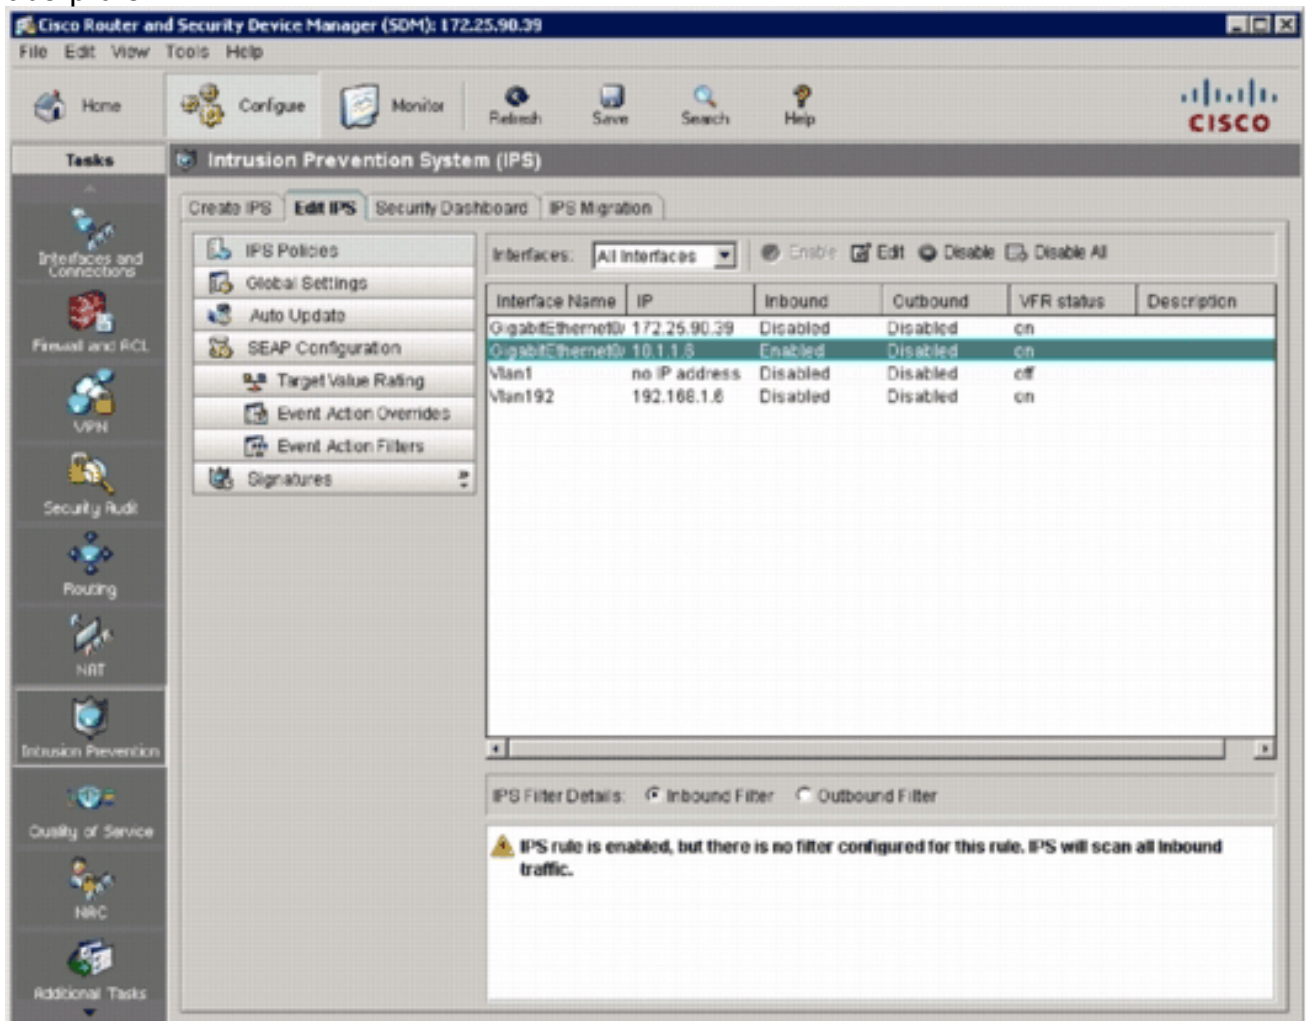 Cisco Router and Security Device Manager (SDM): 172.25.90.39
File Edit View Tools Help
Home Configure Monitor Refresh Save Search Help
CISCO
Tasks
Intrusion Prevention System (IPS)
Create IPS Edit IPS Security Dashboard IPS Migration
Interfaces and Connections
Firewall and ACL
VPN
Security Audit
Routing
NAT
Intrusion Prevention
Quality of Service
NAC
Additional Tasks
IPS Policies
Global Settings
Auto Update
SEAP Configuration
Target Value Rating
Event Action Overrides
Event Action Filters
Signatures
Interfaces: All Interfaces Enable Edit Disable Disable All
Interface Name IP Inbound Outbound VFR status Description
GigabitEthernet0/ 172.25.90.39 Disabled Disabled on
GigabitEthernet0/ 10.1.1.6 Enabled Disabled on
Vlan1 no IP address Disabled Disabled off
Vlan192 192.168.1.6 Disabled Disabled on
IPS Filter Details: Inbound Filter Outbound Filter
IPS rule is enabled, but there is no filter configured for this rule. IPS will scan all Inbound
traffic.